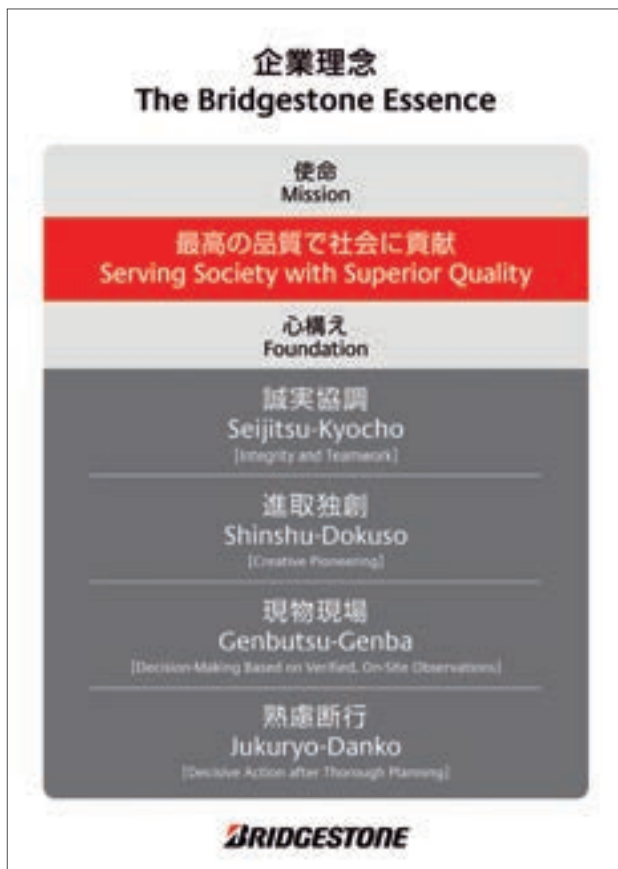 企業理念
The Bridgestone Essence
使命
Mission
最高の品質で社会に貢献
Serving Society with Superior Quality
心構え
Foundation
誠実協調
Seijitsu-Kyocho
[Integrity and Teamwork]
進取独創
Shinshu-Dokuso
[Creative Pioneering]
現物現場
Genbutsu-Genba
[Decision-Making Based on Verified, On-Site Observations]
熟慮断行
Jukuryo-Danko
[Decisive Action after Thorough Planning]
BRIDGESTONE